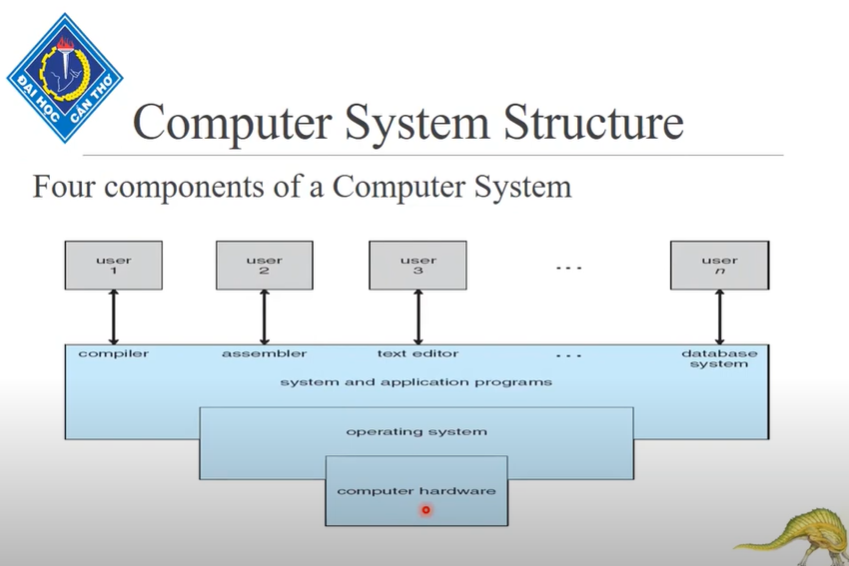 ĐẠI HỌC CẦN THƠ
Computer System Structure
Four components of a Computer System
user
1
user
2
user
3
...
user
n
compiler
assembler
text editor
...
database
system
system and application programs
operating system
computer hardware